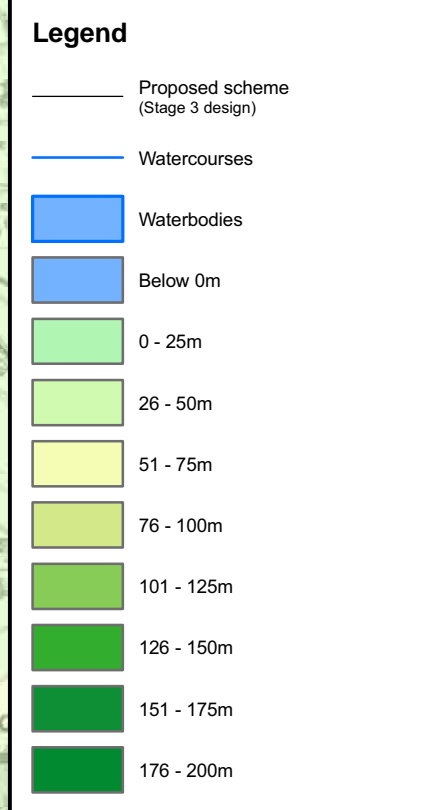 Legend
Proposed scheme
(Stage 3 design)
Watercourses
Waterbodies
Below 0m
0 - 25m
26 - 50m
51 - 75m
76 - 100m
101 - 125m
126 - 150m
151 - 175m
176 - 200m